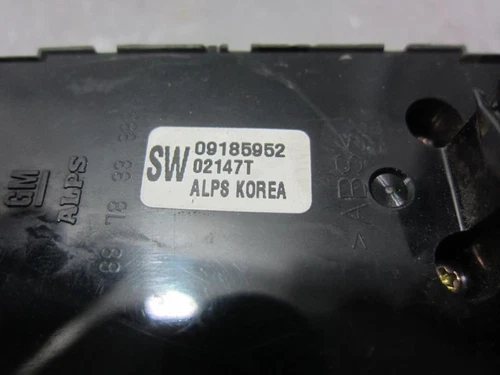 SW 09185952
02147T
ALPS KOREA
GM
ALPS
>ABS<